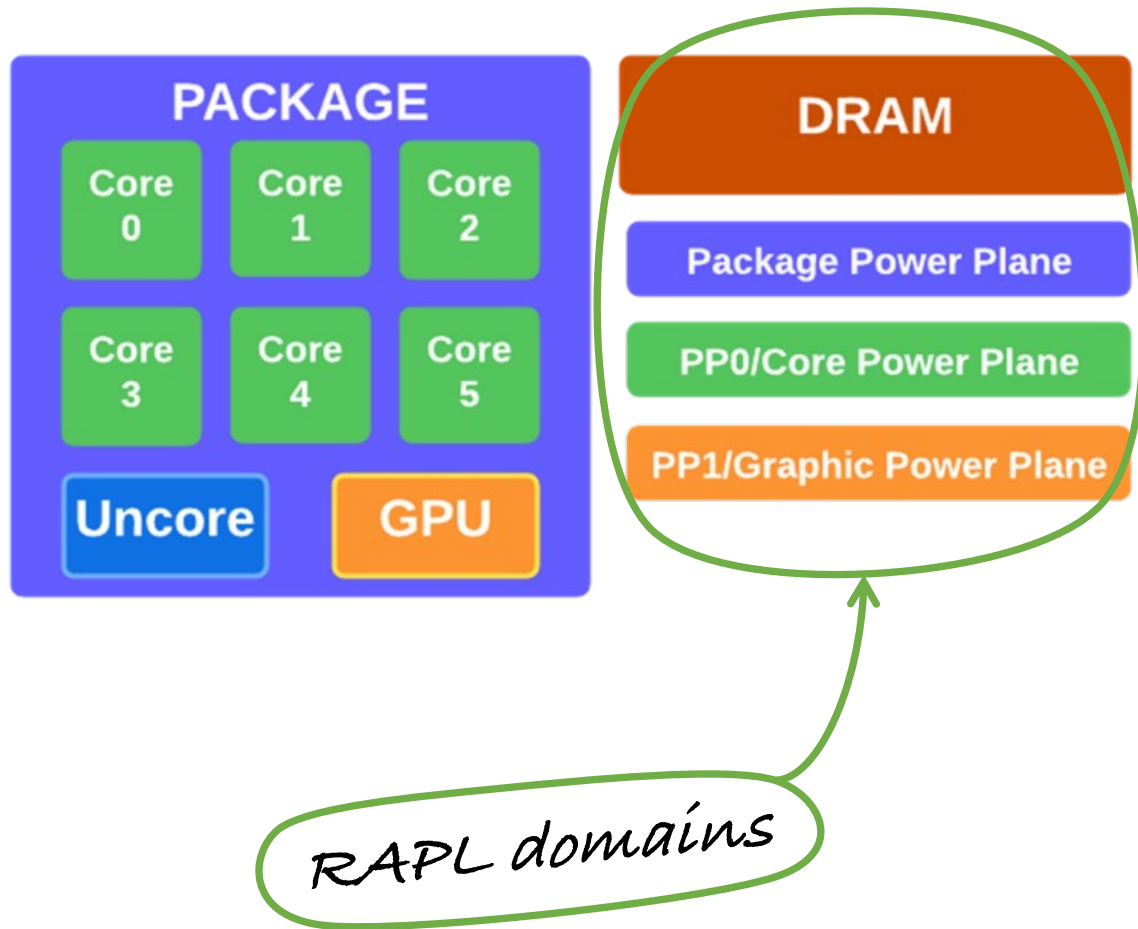 PACKAGE
Core
0
Core
1
Core
2
Core
3
Core
4
Core
5
Uncore
GPU
DRAM
Package Power Plane
PP0/Core Power Plane
PP1/Graphic Power Plane
RAPL domains